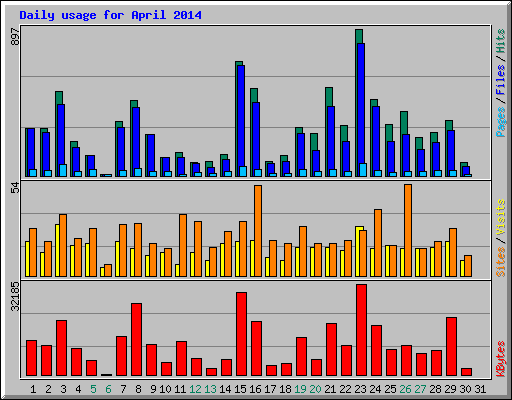 Daily usage for April 2014
897
Pages / Files / Hits
54
Sites / Visits
32185
KBytes
1 2 3 4 5 6 7 8 9 10 11 12 13 14 15 16 17 18 19 20 21 22 23 24 25 26 27 28 29 30 31